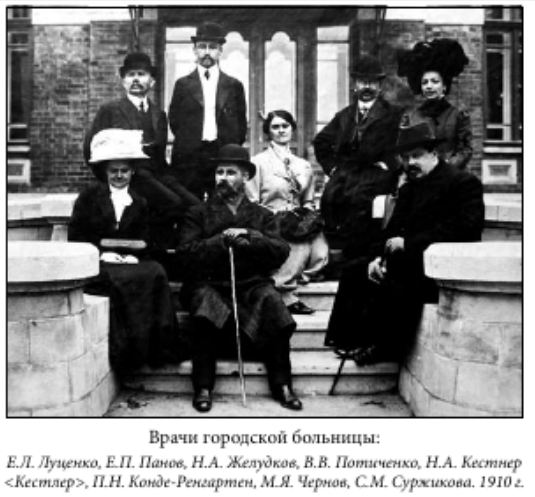 Врачи городской больницы:
Е.Л. Луценко, Е.П. Панов, Н.А. Желудков, В.В. Потиченко, Н.А. Кестнер
<Кестлер>, П.Н. Конде-Ренгартен, М.Я. Чернов, С.М. Суржикова. 1910 г.